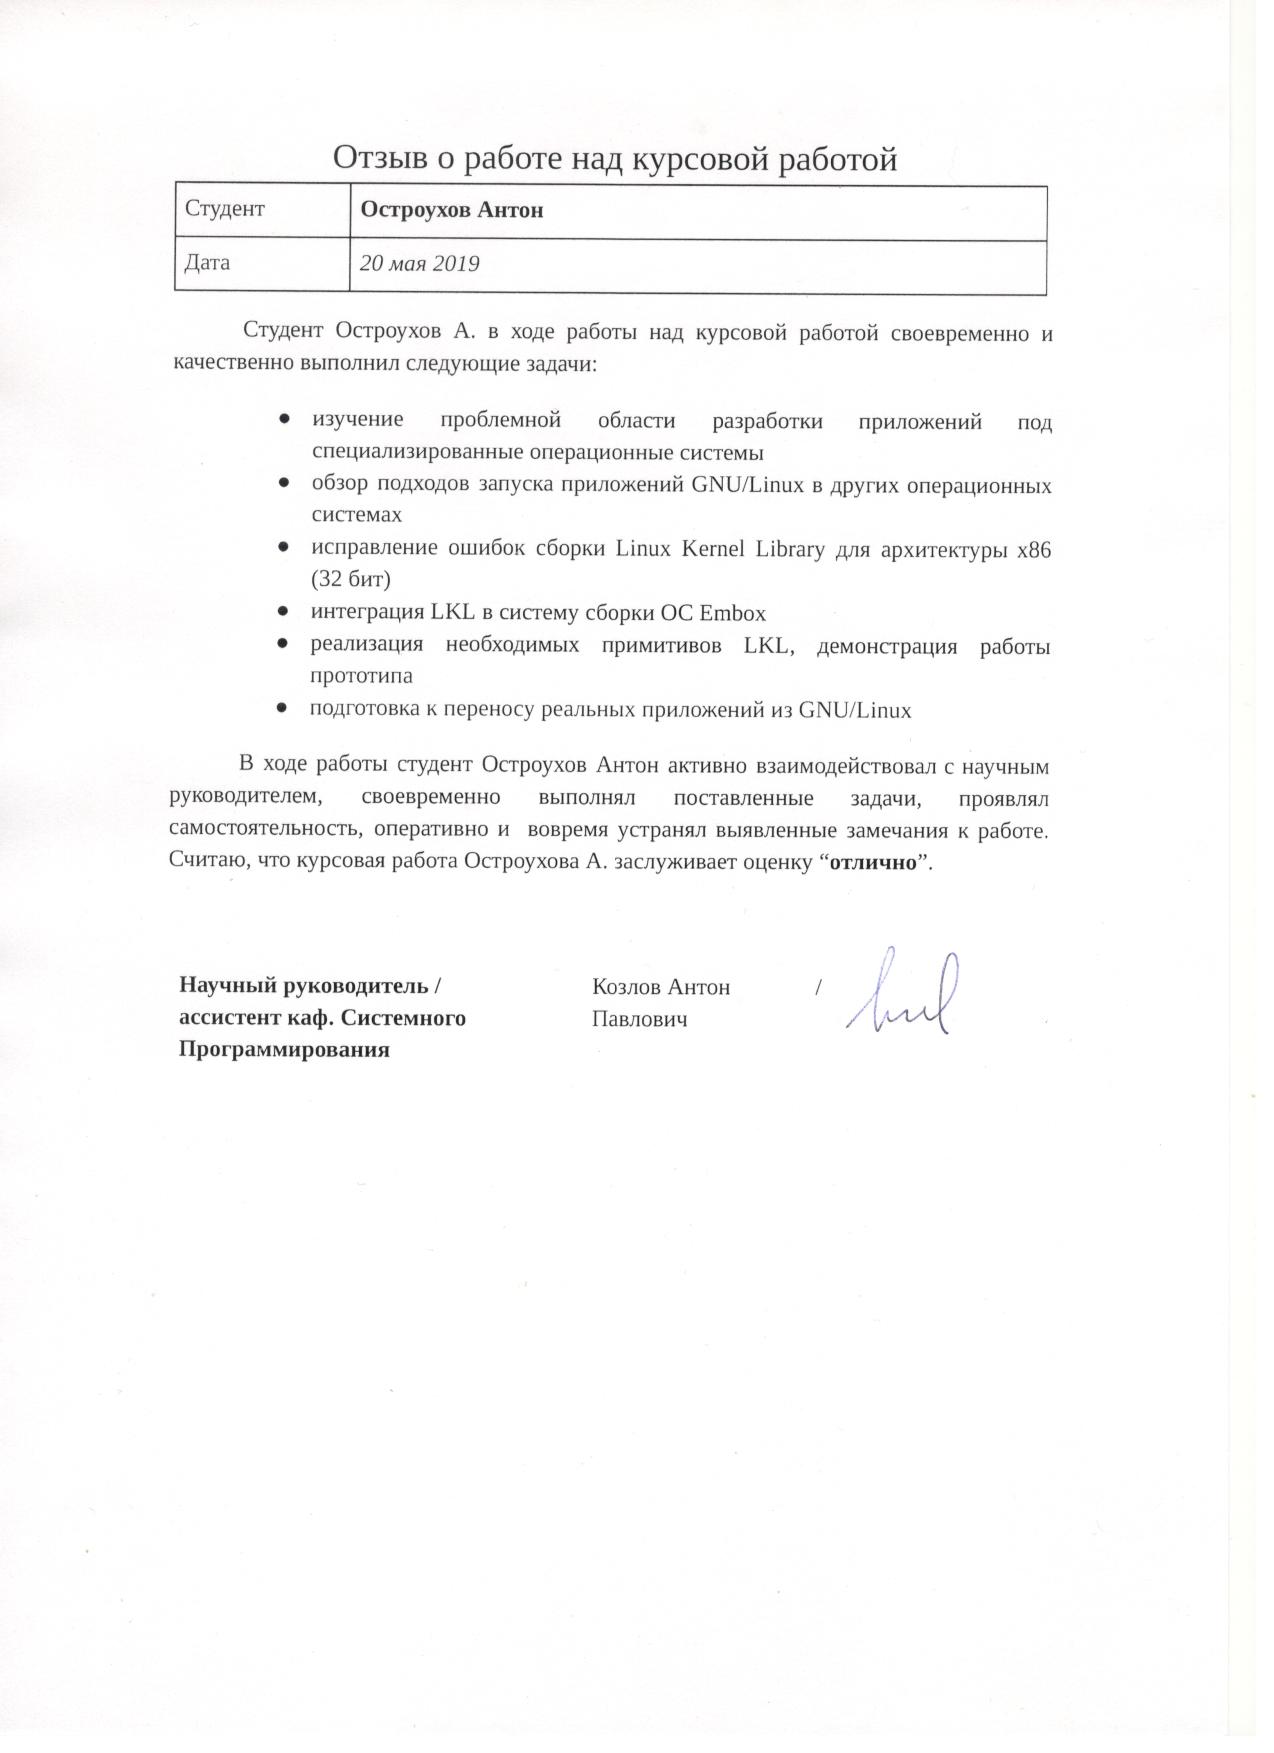 Отзыв о работе над курсовой работой
Студент Остроухов Антон
Дата 20 мая 2019
Студент Остроухов А. в ходе работы над курсовой работой своевременно и
качественно выполнил следующие задачи:
● изучение проблемной области разработки приложений под
специализированные операционные системы
● обзор подходов запуска приложений GNU/Linux в других операционных
системах
● исправление ошибок сборки Linux Kernel Library для архитектуры x86
(32 бит)
● интеграция LKL в систему сборки ОС Embox
● реализация необходимых примитивов LKL, демонстрация работы
прототипа
● подготовка к переносу реальных приложений из GNU/Linux
В ходе работы студент Остроухов Антон активно взаимодействовал с научным
руководителем, своевременно выполнял поставленные задачи, проявлял
самостоятельность, оперативно и вовремя устранял выявленные замечания к работе.
Считаю, что курсовая работа Остроухова А. заслуживает оценку “отлично”.
Научный руководитель / Козлов Антон /
ассистент каф. Системного Павлович
Программирования